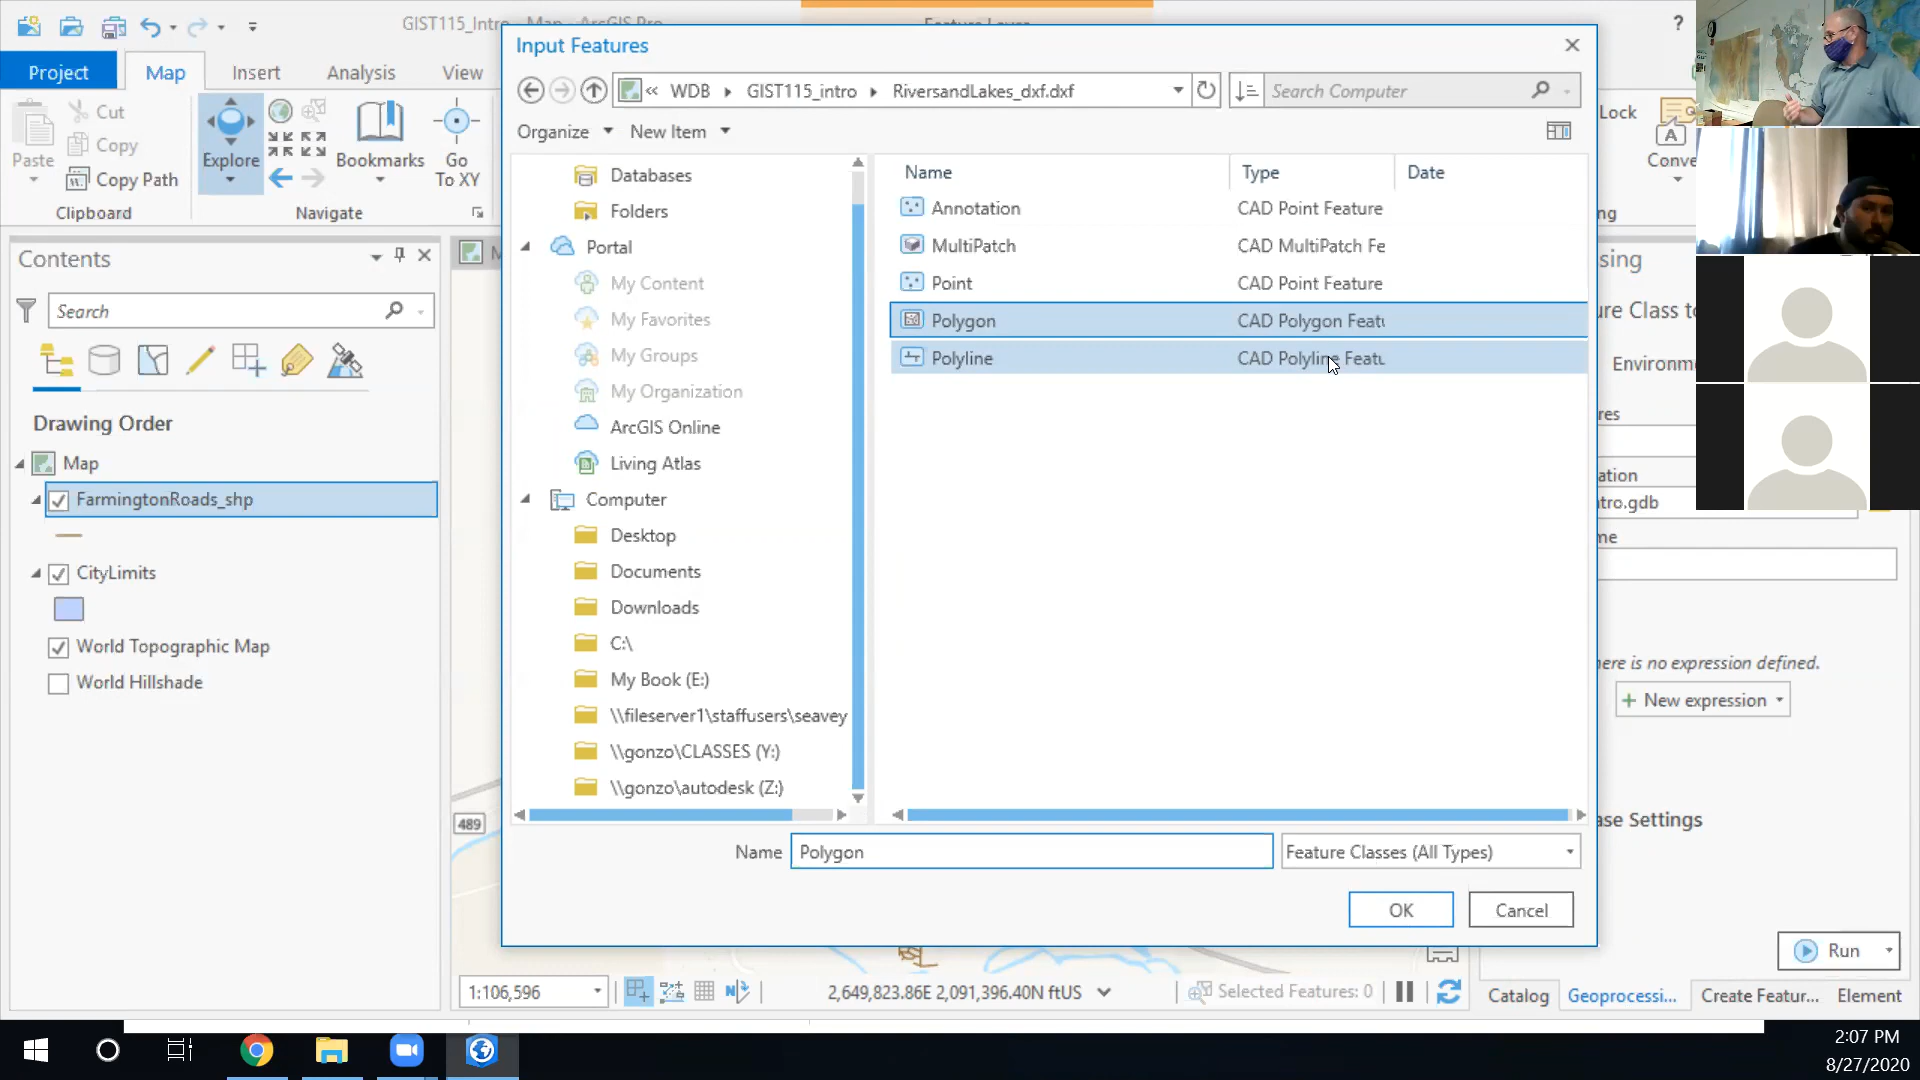 GIST115_Intro - Map - ArcGIS Pro
Feature Layer
?
Project
Map
Insert
Analysis
View
Paste
Cut
Copy
Copy Path
Clipboard
Explore
Bookmarks
Go
To XY
Navigate
Lock
Conve
ng
Contents
Search
Drawing Order
Map
FarmingtonRoads_shp
CityLimits
World Topographic Map
World Hillshade
Input Features
WDB
GIST115_intro
RiversandLakes_dxf.dxf
Search Computer
Organize
New Item
Databases
Folders
Portal
My Content
My Favorites
My Groups
My Organization
ArcGIS Online
Living Atlas
Computer
Desktop
Documents
Downloads
C:\
My Book (E:)
\\fileserver1\staffusers\seavey
\\gonzo\CLASSES (Y:)
\\gonzo\autodesk (Z:)
Name Type Date
Annotation CAD Point Feature
MultiPatch CAD MultiPatch Fe
Point CAD Point Feature
Polygon CAD Polygon Featu
Polyline CAD Polyline Featu
Name Polygon Feature Classes (All Types)
OK Cancel
sing
ure Class to
Environm
res
ation
tro.gdb
me
here is no expression defined.
New expression
ase Settings
Run
489
1:106,596
2,649,823.86E 2,091,396.40N ftUS
Selected Features: 0
Catalog Geoprocessi... Create Featur... Element
2:07 PM
8/27/2020